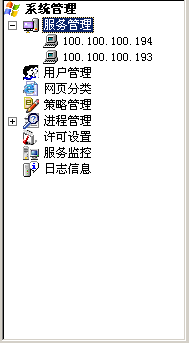 系统管理
服务管理
100.100.100.194
100.100.100.193
用户管理
网页分类
策略管理
进程管理
许可设置
服务监控
日志信息